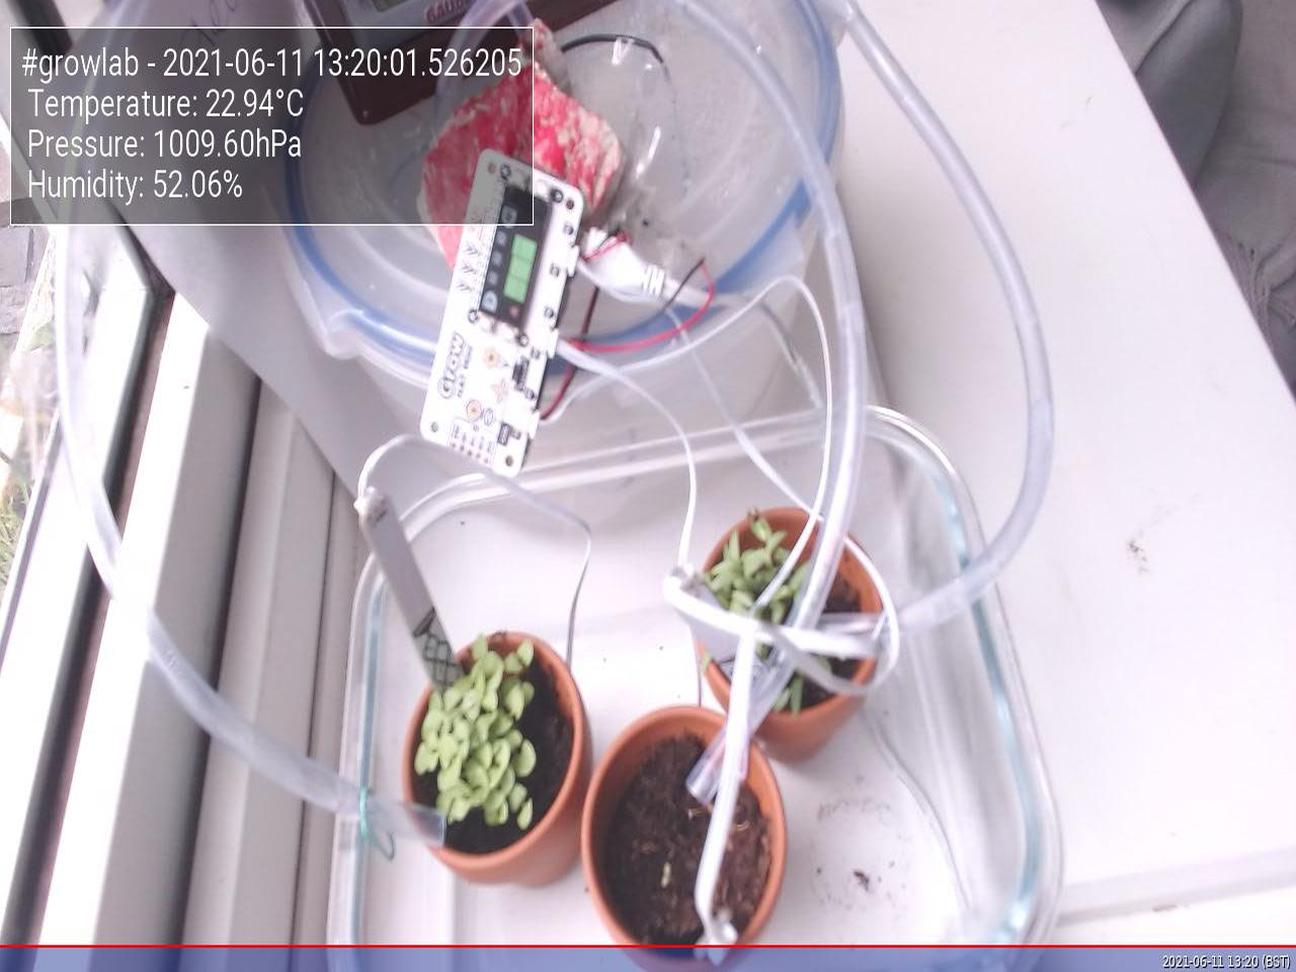 #growlab - 2021-06-11 13:20:01.526205
Temperature: 22.94°C
Pressure: 1009.60hPa
Humidity: 52.06%
Grow
2021-06-11 13:20 (BST)